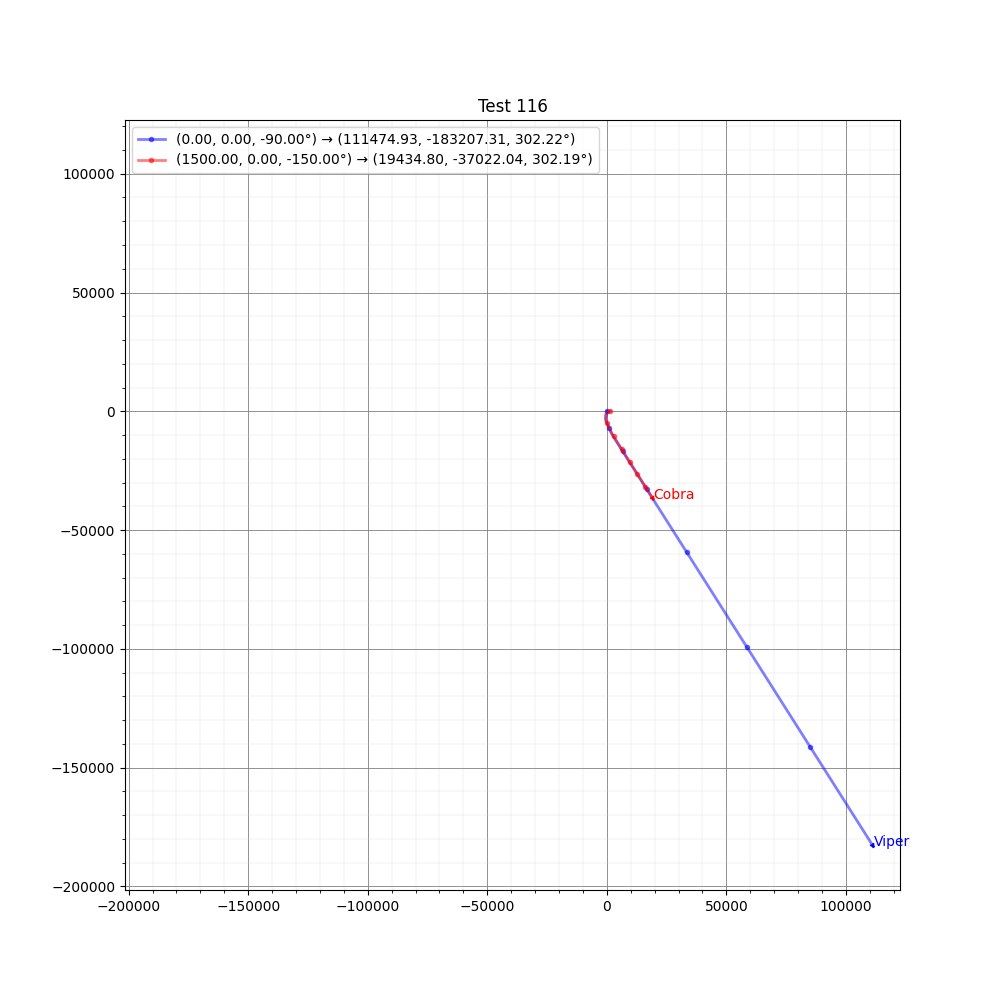 Test 116
(0.00, 0.00, -90.00°) → (111474.93, -183207.31, 302.22°)
(1500.00, 0.00, -150.00°) → (19434.80, -37022.04, 302.19°)
100000
50000
0
−50000
−100000
−150000
−200000
Cobra
Viper
−200000 −150000 −100000 −50000 0 50000 100000